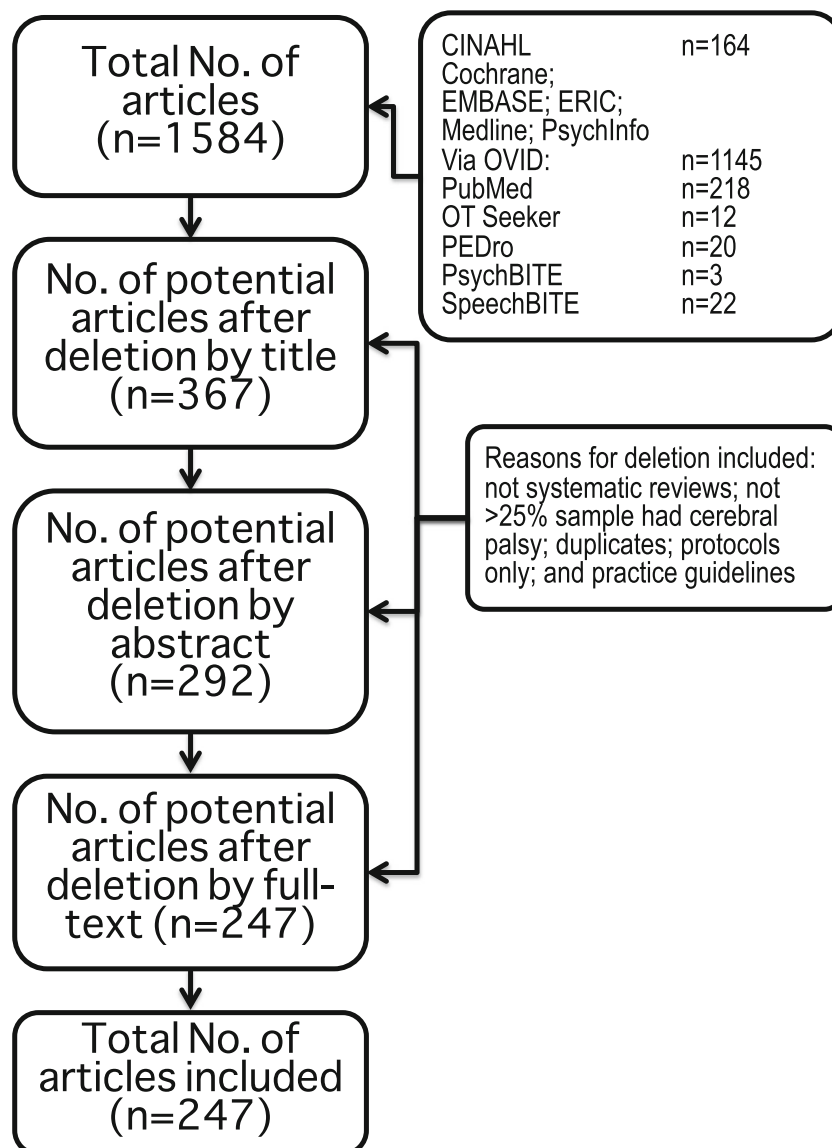 Total No. of
articles
(n=1584)
CINAHL n=164
Cochrane;
EMBASE; ERIC;
Medline; PsychInfo
Via OVID: n=1145
PubMed n=218
OT Seeker n=12
PEDro n=20
PsychBITE n=3
SpeechBITE n=22
No. of potential
articles after
deletion by title
(n=367)
Reasons for deletion included:
not systematic reviews; not
>25% sample had cerebral
palsy; duplicates; protocols
only; and practice guidelines
No. of potential
articles after
deletion by
abstract
(n=292)
No. of potential
articles after
deletion by full-
text (n=247)
Total No. of
articles included
(n=247)